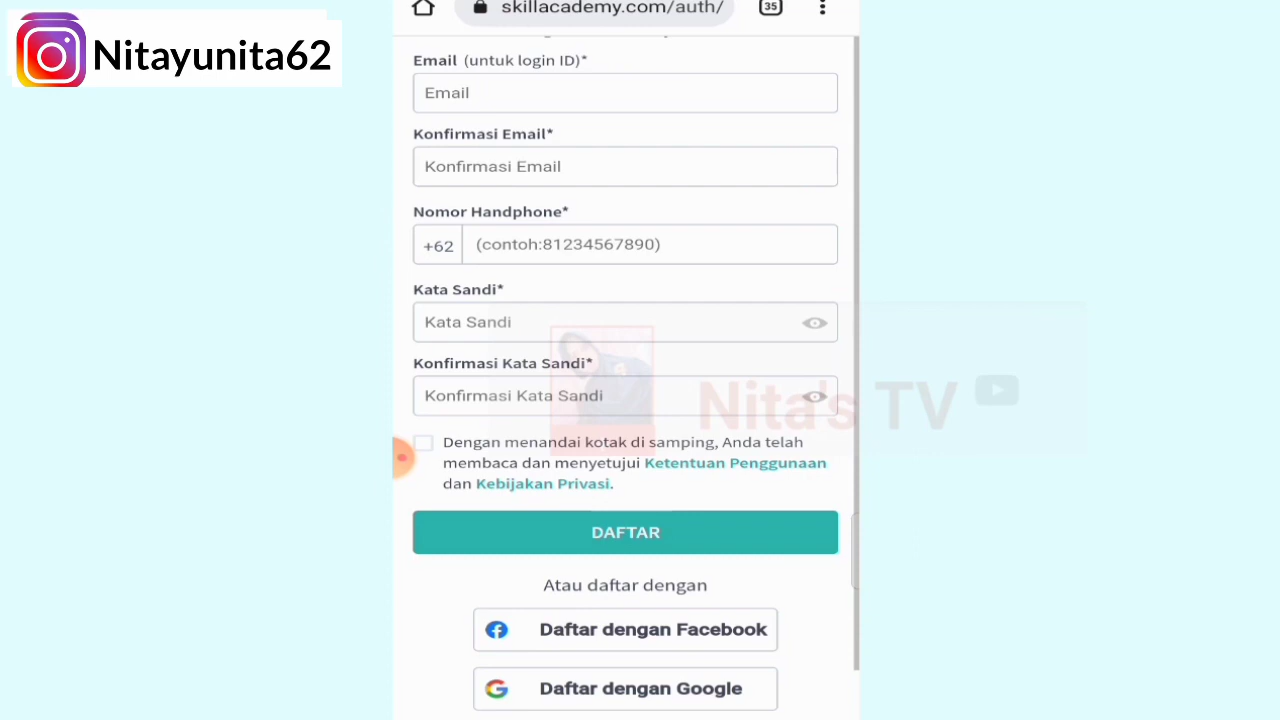 Nitayunita62
skillacademy.com/auth/
35
Email (untuk login ID)*
Email
Konfirmasi Email*
Konfirmasi Email
Nomor Handphone*
+62
(contoh:81234567890)
Kata Sandi*
Kata Sandi
Konfirmasi Kata Sandi*
Konfirmasi Kata Sandi
Nita's TV
Dengan menandai kotak di samping, Anda telah
membaca dan menyetujui Ketentuan Penggunaan
dan Kebijakan Privasi.
DAFTAR
Atau daftar dengan
Daftar dengan Facebook
Daftar dengan Google